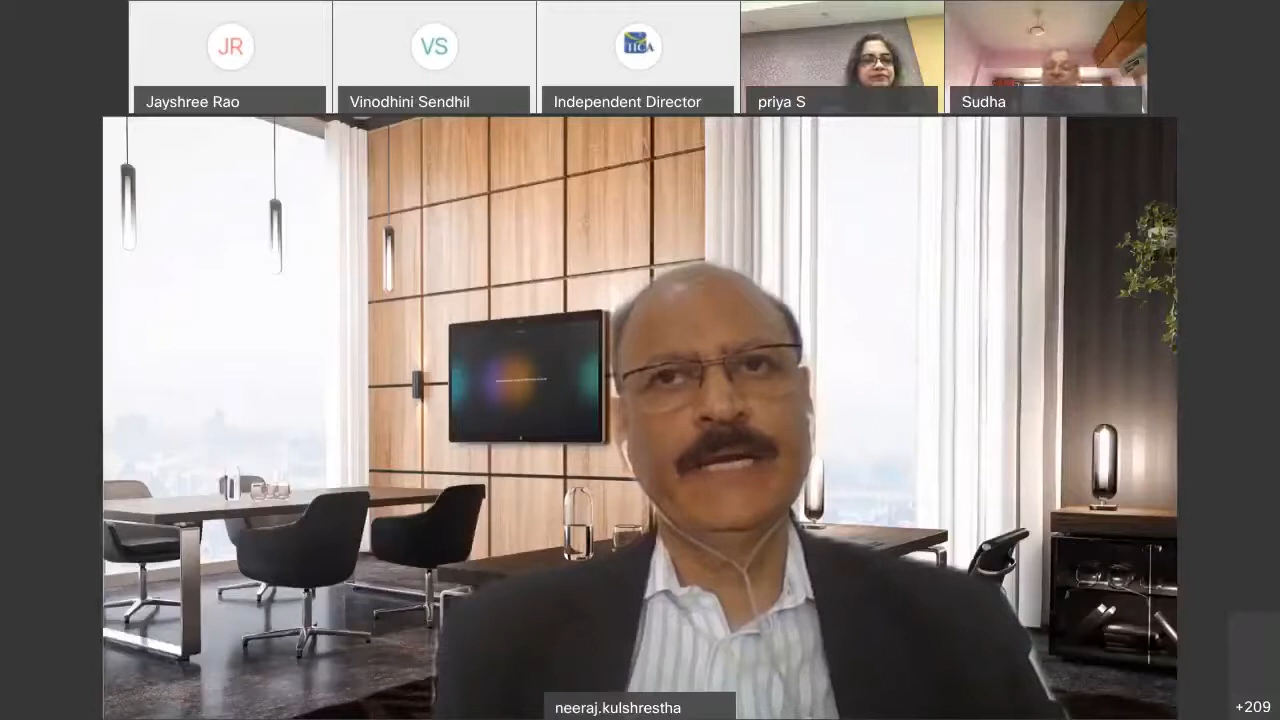 JR
VS
IICA
Jayshree Rao
Vinodhini Sendhil
Independent Director
priya S
Sudha
neeraj.kulshrestha
+209